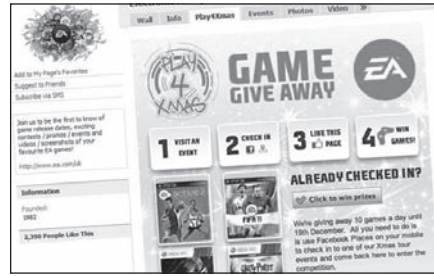 Wall Info Play4Xmas Events Photos Video »
EA
Add to My Page's Favorites
Suggest to Friends
Subscribe via SMS
Join us to be the first to know of
game release dates, exciting
contests / promos / events and
videos / screenshots of your
favourite EA games!
http://www.ea.com/uk
Information
Founded:
1982
2,398 People Like This
PLAY
4
XMAS
GAME
GIVE AWAY
EA
1 VISIT AN
EVENT
2 CHECK IN
3 LIKE THIS
PAGE
4 WIN
GAMES!
FIFA 11
ALREADY CHECKED IN?
Click to win prizes
We're giving away 10 games a day until
19th December. All you need to do is
is use Facebook Places on your mobile
to check in to one of our Xmas tour
events and come back here to enter the
competition.